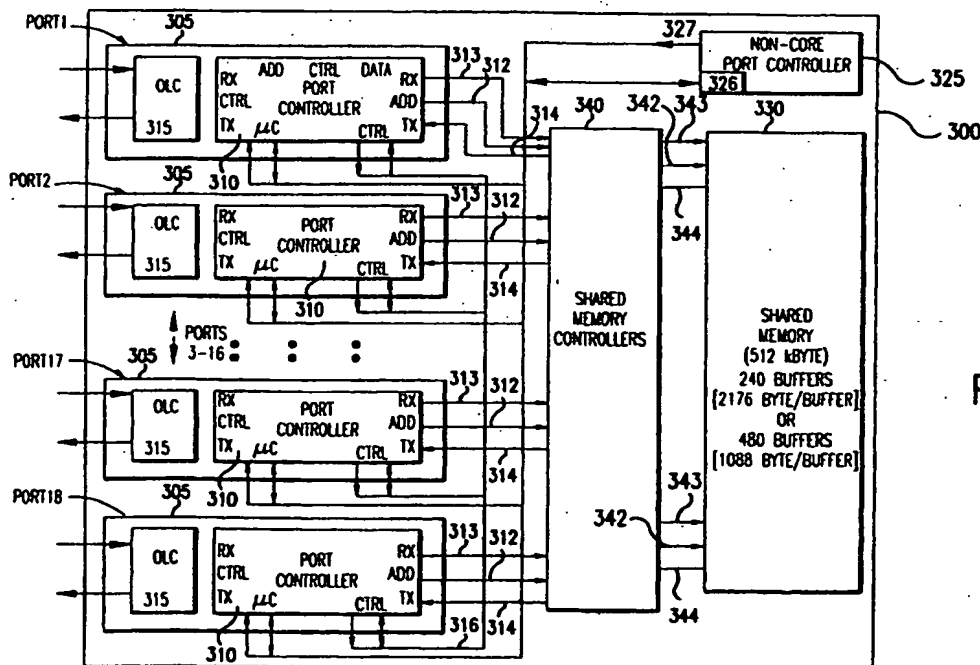 PORT1
305
OLC
315
RX ADD CTRL DATA RX
CTRL PORT CONTROLLER ADD
TX μC CTRL TX
310
313
312
314
340
327
NON-CORE
PORT CONTROLLER
326
325
300
342
343
330
344
PORT2
305
OLC
315
RX RX
CTRL PORT CONTROLLER ADD
TX μC CTRL TX
310
310
313
312
314
PORTS
3-16
SHARED
MEMORY
CONTROLLERS
SHARED
MEMORY
(512 kBYTE)
240 BUFFERS
[2176 BYTE/BUFFER]
OR
480 BUFFERS
[1088 BYTE/BUFFER]
PORT17
305
OLC
315
RX RX
CTRL PORT CONTROLLER ADD
TX μC CTRL TX
310
313
312
314
PORT18
305
OLC
315
RX RX
CTRL PORT CONTROLLER ADD
TX μC CTRL TX
310
313
312
314
316
342
343
344